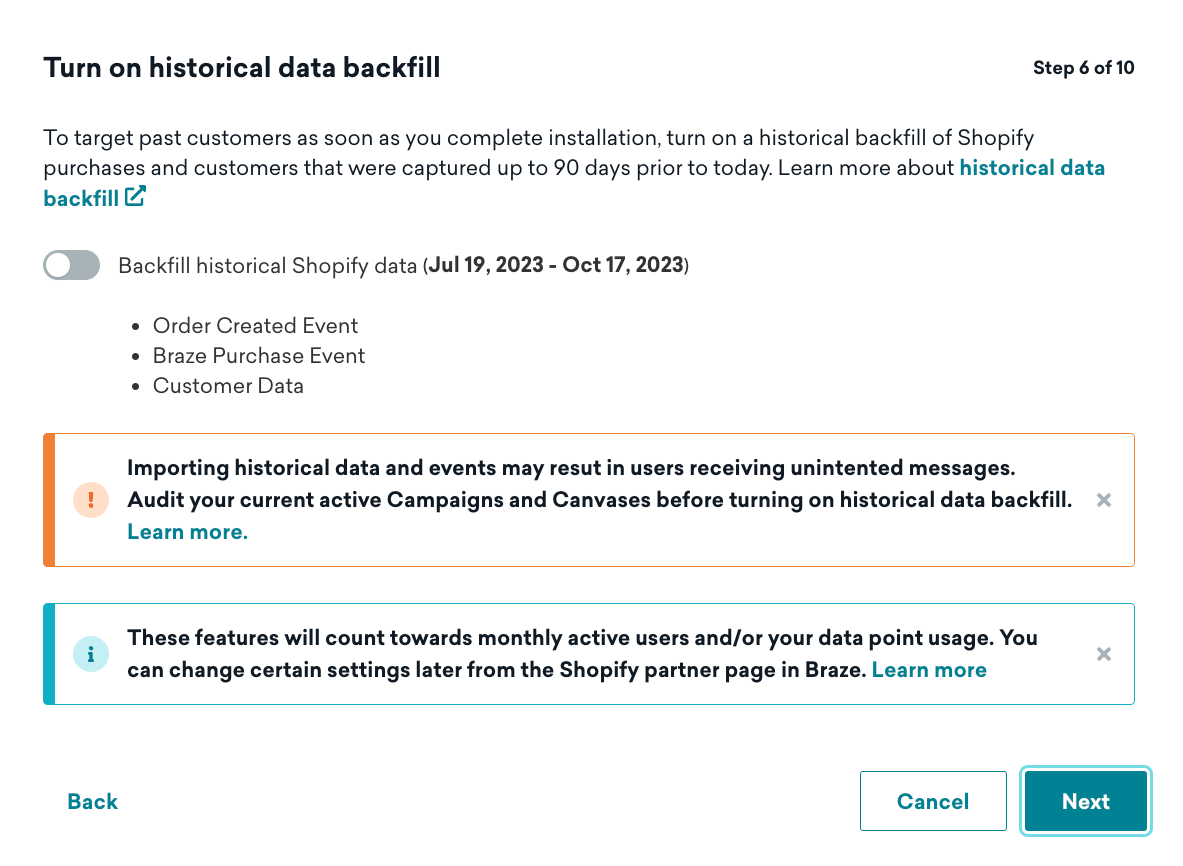 Turn on historical data backfill
Step 6 of 10
To target past customers as soon as you complete installation, turn on a historical backfill of Shopify
purchases and customers that were captured up to 90 days prior to today. Learn more about historical data
backfill
Backfill historical Shopify data (Jul 19, 2023 - Oct 17, 2023)
• Order Created Event
• Braze Purchase Event
• Customer Data
Importing historical data and events may resut in users receiving unintented messages.
Audit your current active Campaigns and Canvases before turning on historical data backfill.
Learn more.
These features will count towards monthly active users and/or your data point usage. You
can change certain settings later from the Shopify partner page in Braze. Learn more
Back
Cancel
Next